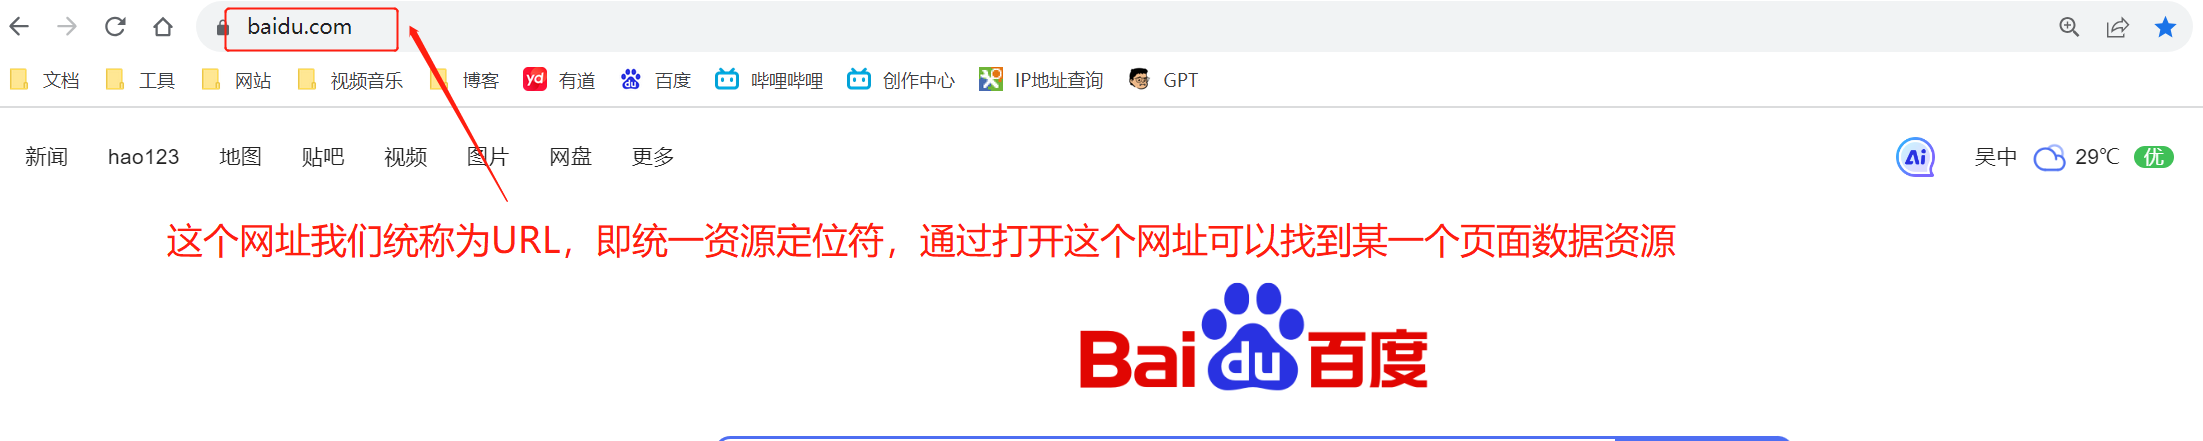 baidu.com
文档 工具 网站 视频音乐 博客 yd 有道 du 百度 哔哩哔哩 创作中心 IP地址查询 GPT
新闻 hao123 地图 贴吧 视频 图片 网盘 更多 Ai 吴中 29℃ 优
这个网址我们统称为URL，即统一资源定位符，通过打开这个网址可以找到某一个页面数据资源
Bai du 百度